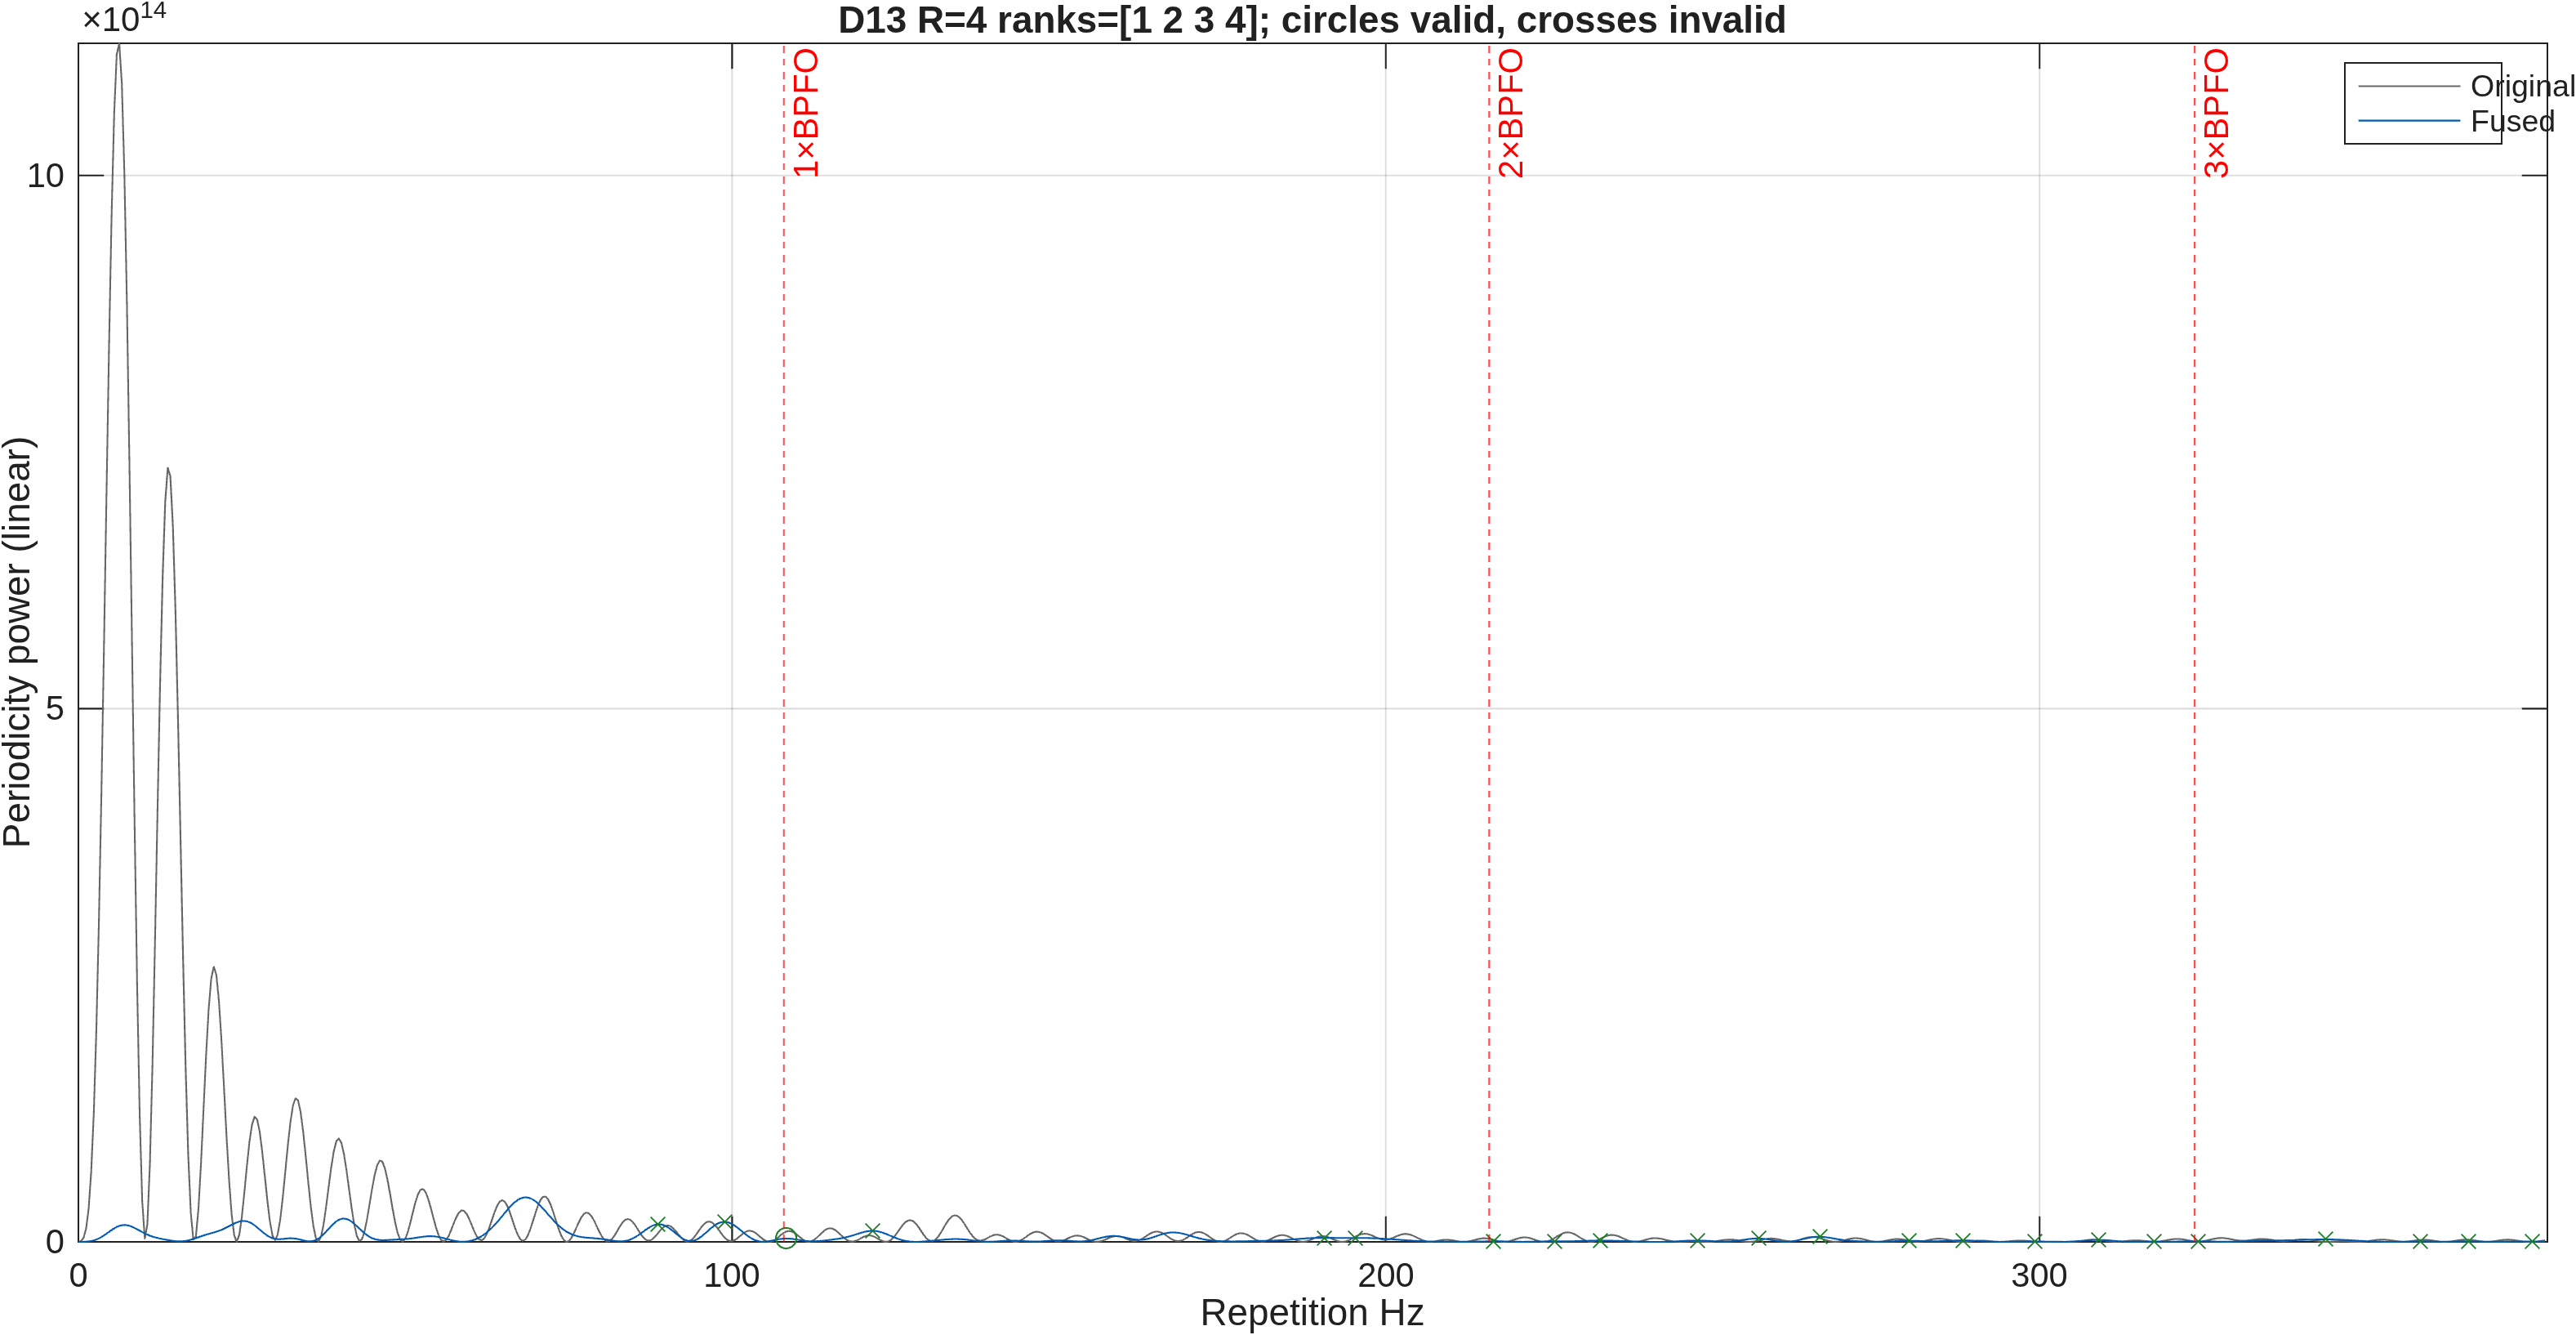 D13 R=4 ranks=[1 2 3 4]; circles valid, crosses invalid
×10^14
10
5
0
0
100
200
300
Periodicity power (linear)
Repetition Hz
1×BPFO
2×BPFO
3×BPFO
Original
Fused